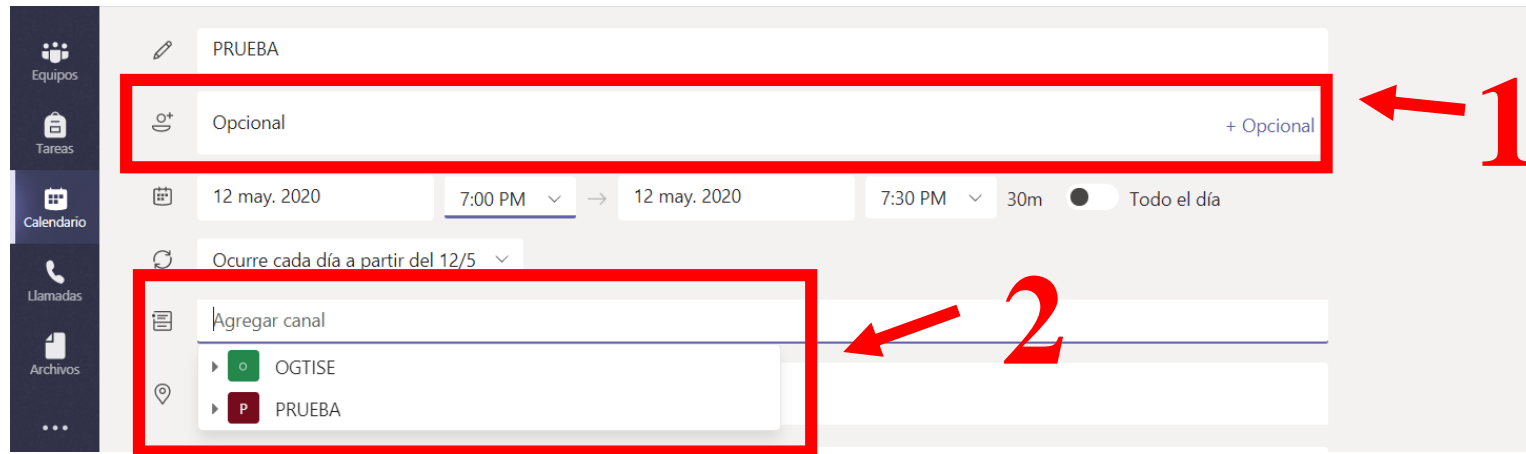 Equipos
Tareas
Calendario
Llamadas
Archivos
PRUEBA
Opcional + Opcional
1
12 may. 2020 7:00 PM → 12 may. 2020 7:30 PM 30m Todo el día
Ocurre cada día a partir del 12/5
Agregar canal
2
O OGTISE
P PRUEBA